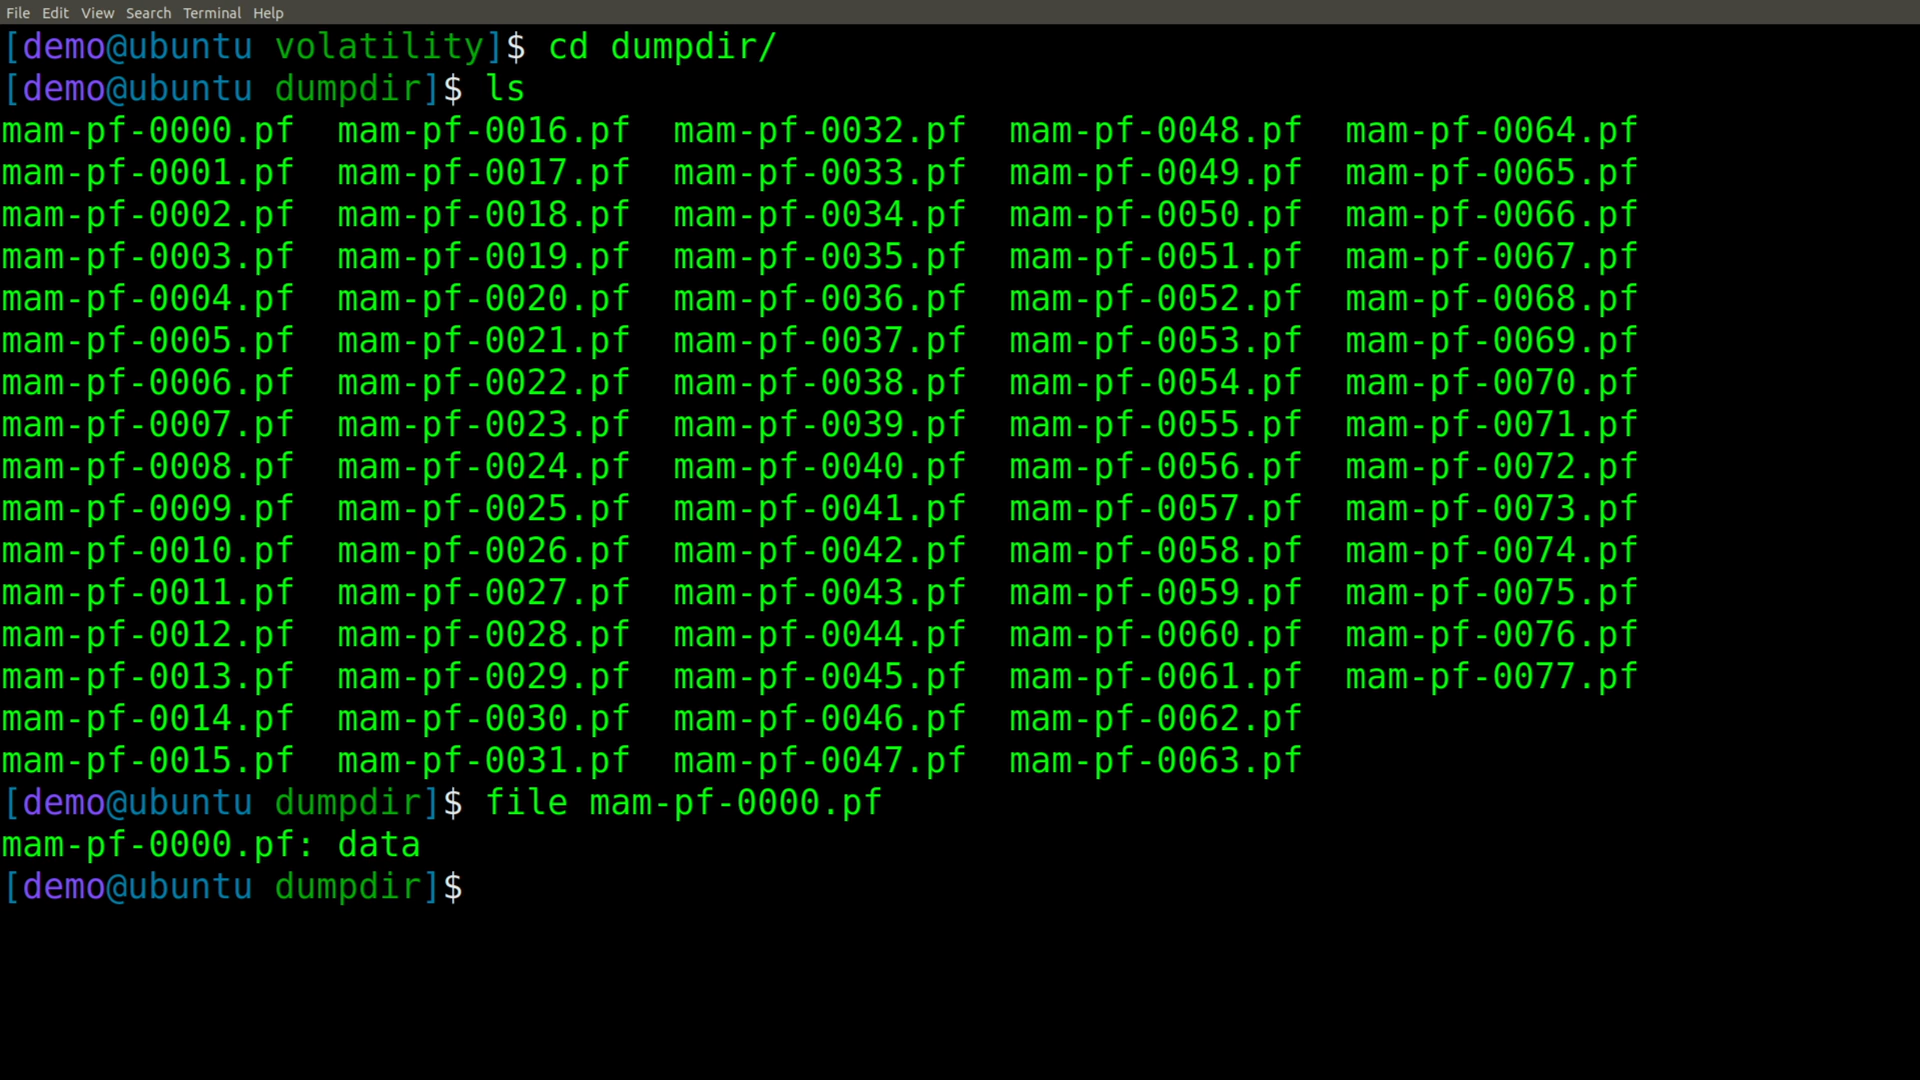 File Edit View Search Terminal Help
[demo@ubuntu volatility]$ cd dumpdir/
[demo@ubuntu dumpdir]$ ls
mam-pf-0000.pf  mam-pf-0016.pf  mam-pf-0032.pf  mam-pf-0048.pf  mam-pf-0064.pf
mam-pf-0001.pf  mam-pf-0017.pf  mam-pf-0033.pf  mam-pf-0049.pf  mam-pf-0065.pf
mam-pf-0002.pf  mam-pf-0018.pf  mam-pf-0034.pf  mam-pf-0050.pf  mam-pf-0066.pf
mam-pf-0003.pf  mam-pf-0019.pf  mam-pf-0035.pf  mam-pf-0051.pf  mam-pf-0067.pf
mam-pf-0004.pf  mam-pf-0020.pf  mam-pf-0036.pf  mam-pf-0052.pf  mam-pf-0068.pf
mam-pf-0005.pf  mam-pf-0021.pf  mam-pf-0037.pf  mam-pf-0053.pf  mam-pf-0069.pf
mam-pf-0006.pf  mam-pf-0022.pf  mam-pf-0038.pf  mam-pf-0054.pf  mam-pf-0070.pf
mam-pf-0007.pf  mam-pf-0023.pf  mam-pf-0039.pf  mam-pf-0055.pf  mam-pf-0071.pf
mam-pf-0008.pf  mam-pf-0024.pf  mam-pf-0040.pf  mam-pf-0056.pf  mam-pf-0072.pf
mam-pf-0009.pf  mam-pf-0025.pf  mam-pf-0041.pf  mam-pf-0057.pf  mam-pf-0073.pf
mam-pf-0010.pf  mam-pf-0026.pf  mam-pf-0042.pf  mam-pf-0058.pf  mam-pf-0074.pf
mam-pf-0011.pf  mam-pf-0027.pf  mam-pf-0043.pf  mam-pf-0059.pf  mam-pf-0075.pf
mam-pf-0012.pf  mam-pf-0028.pf  mam-pf-0044.pf  mam-pf-0060.pf  mam-pf-0076.pf
mam-pf-0013.pf  mam-pf-0029.pf  mam-pf-0045.pf  mam-pf-0061.pf  mam-pf-0077.pf
mam-pf-0014.pf  mam-pf-0030.pf  mam-pf-0046.pf  mam-pf-0062.pf
mam-pf-0015.pf  mam-pf-0031.pf  mam-pf-0047.pf  mam-pf-0063.pf
[demo@ubuntu dumpdir]$ file mam-pf-0000.pf
mam-pf-0000.pf: data
[demo@ubuntu dumpdir]$